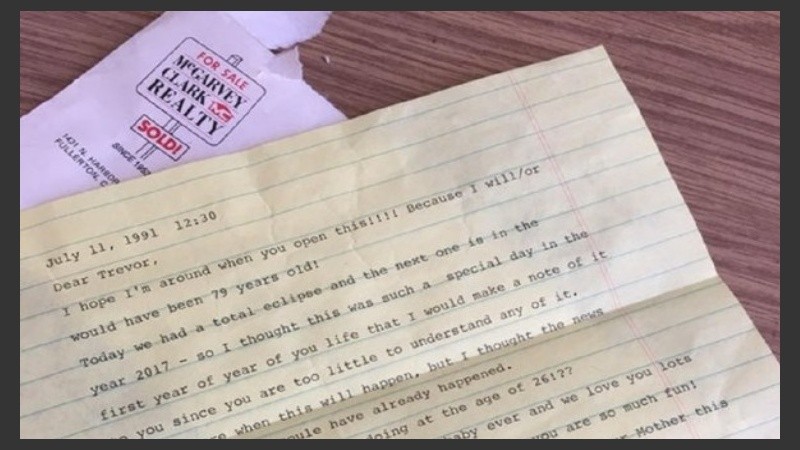 FOR SALE
McGARVEY
CLARK
REALTY
SOLD!
SINCE
1401 N. HARBOR
FULLERTON, C
July 11, 1991 12:30
Dear Trevor,
I hope I'm around when you open this!!!! Because I will/or
would have been 79 years old!
Today we had a total eclipse and the next one is in the
year 2017 - so I thought this was such a special day in the
first year of year of you life that I would make a note of it
you since you are too little to understand any of it.
when this will happen, but I thought the news
oule have already happened.
doing at the age of 26!??
baby ever and we love you lots
you are so much fun!
Mother this